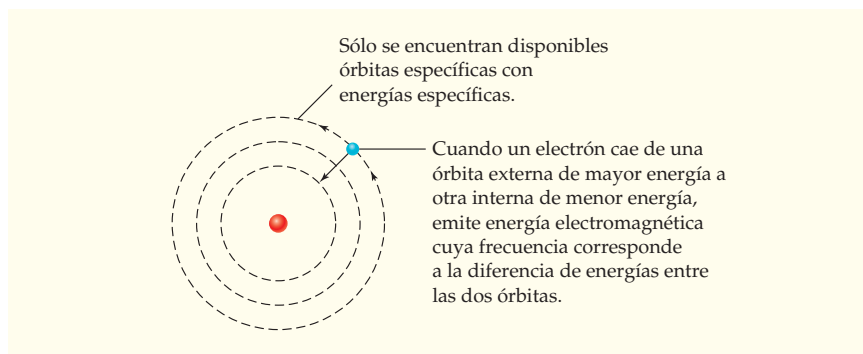 Sólo se encuentran disponibles
órbitas específicas con
energías específicas.
Cuando un electrón cae de una
órbita externa de mayor energía a
otra interna de menor energía,
emite energía electromagnética
cuya frecuencia corresponde
a la diferencia de energías entre
las dos órbitas.